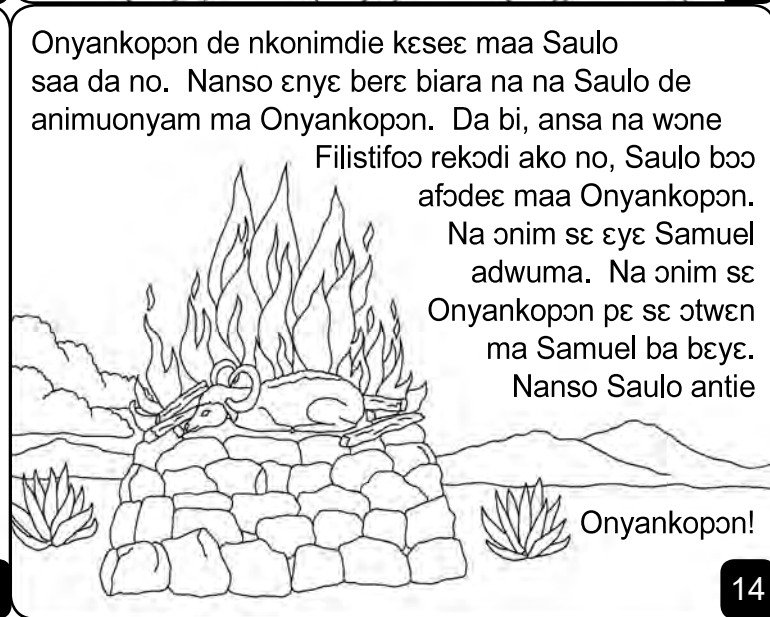 Onyankopɔn de nkonimdie kɛseɛ maa Saulo
saa da no. Nanso ɛnyɛ berɛ biara na na Saulo de
animuonyam ma Onyankopɔn. Da bi, ansa na wɔne
Filistifoɔ rekɔdi ako no, Saulo bɔɔ
afɔdeɛ maa Onyankopɔn.
Na ɔnim sɛ ɛyɛ Samuel
adwuma. Na ɔnim sɛ
Onyankopɔn pɛ sɛ ɔtwɛn
ma Samuel ba bɛyɛ.
Nanso Saulo antie
Onyankopɔn!
14